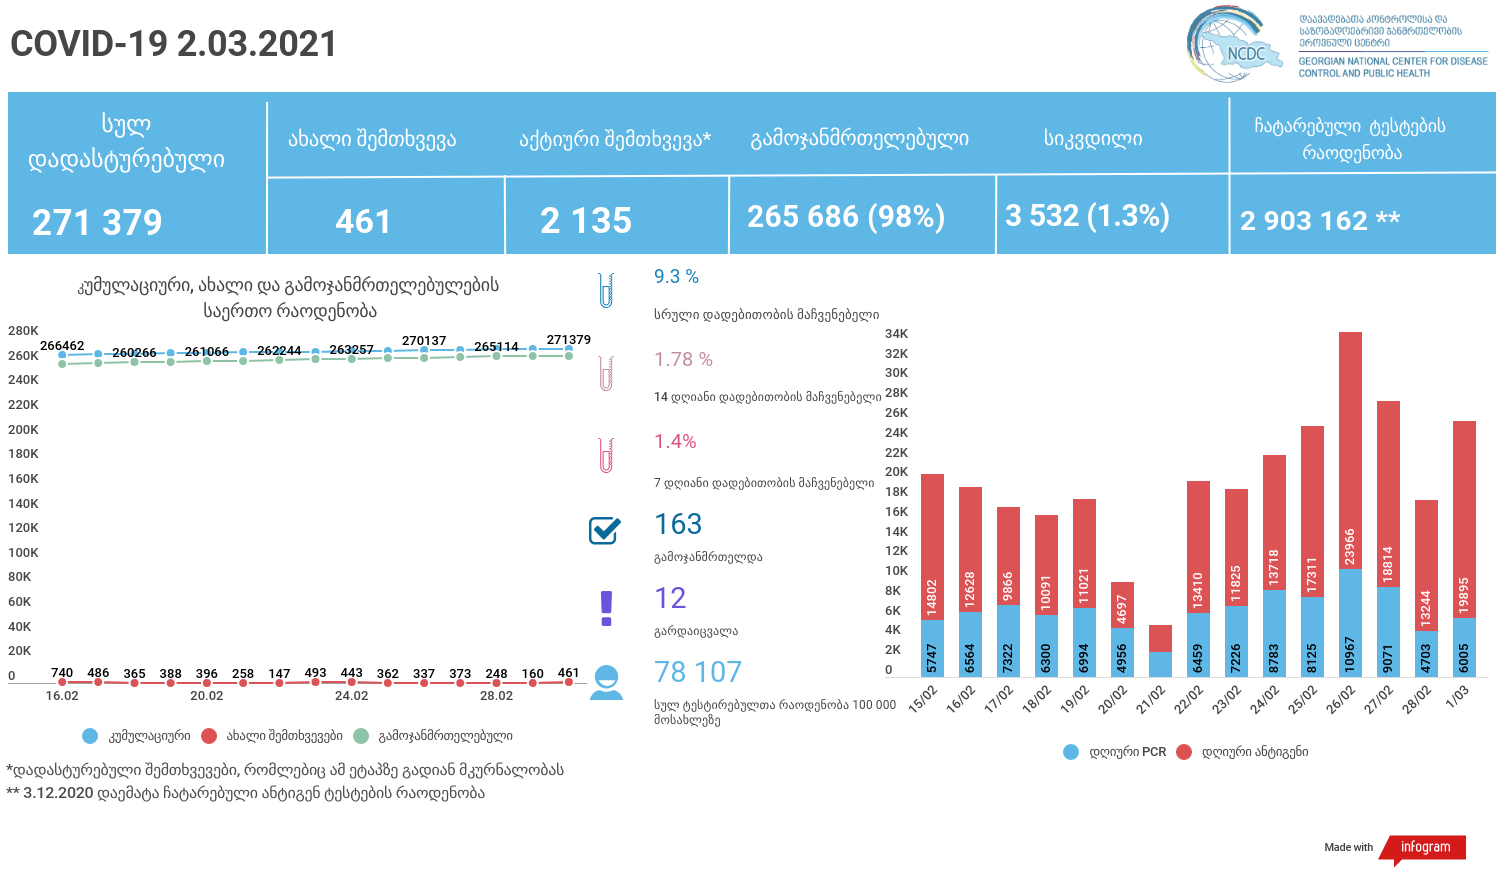 COVID-19 2.03.2021
NCDC
დაავადებათა კონტროლისა და
საზოგადოებრივი ჯანმრთელობის
ეროვნული ცენტრი
GEORGIAN NATIONAL CENTER FOR DISEASE
CONTROL AND PUBLIC HEALTH
სულ
დადასტურებული
271 379
ახალი შემთხვევა
461
აქტიური შემთხვევა*
2 135
გამოჯანმრთელებული
265 686 (98%)
სიკვდილი
3 532 (1.3%)
ჩატარებული ტესტების
რაოდენობა
2 903 162 **
კუმულაციური, ახალი და გამოჯანმრთელებულების
საერთო რაოდენობა
280K
260K
240K
220K
200K
180K
160K
140K
120K
100K
80K
60K
40K
20K
0
266462
260266
261066
262244
263257
270137
265114
271379
740 486 365 388 396 258 147 493 443 362 337 373 248 160 461
16.02 20.02 24.02 28.02
კუმულაციური ახალი შემთხვევები გამოჯანმრთელებული
*დადასტურებული შემთხვევები, რომლებიც ამ ეტაპზე გადიან მკურნალობას
** 3.12.2020 დაემატა ჩატარებული ანტიგენ ტესტების რაოდენობა
9.3 %
სრული დადებითობის მაჩვენებელი
1.78 %
14 დღიანი დადებითობის მაჩვენებელი
1.4%
7 დღიანი დადებითობის მაჩვენებელი
163
გამოჯანმრთელდა
12
გარდაიცვალა
78 107
სულ ტესტირებულთა რაოდენობა 100 000
მოსახლეზე
34K
32K
30K
28K
26K
24K
22K
20K
18K
16K
14K
12K
10K
8K
6K
4K
2K
0
14802 12628 9866 10091 11021 4697 13410 11825 13718 17311 23966 18814 13244 19895
5747 6564 7322 6300 6994 4956 6459 7226 8783 8125 10967 9071 4703 6005
15/02 16/02 17/02 18/02 19/02 20/02 21/02 22/02 23/02 24/02 25/02 26/02 27/02 28/02 1/03
დღიური PCR დღიური ანტიგენი
Made with infogram